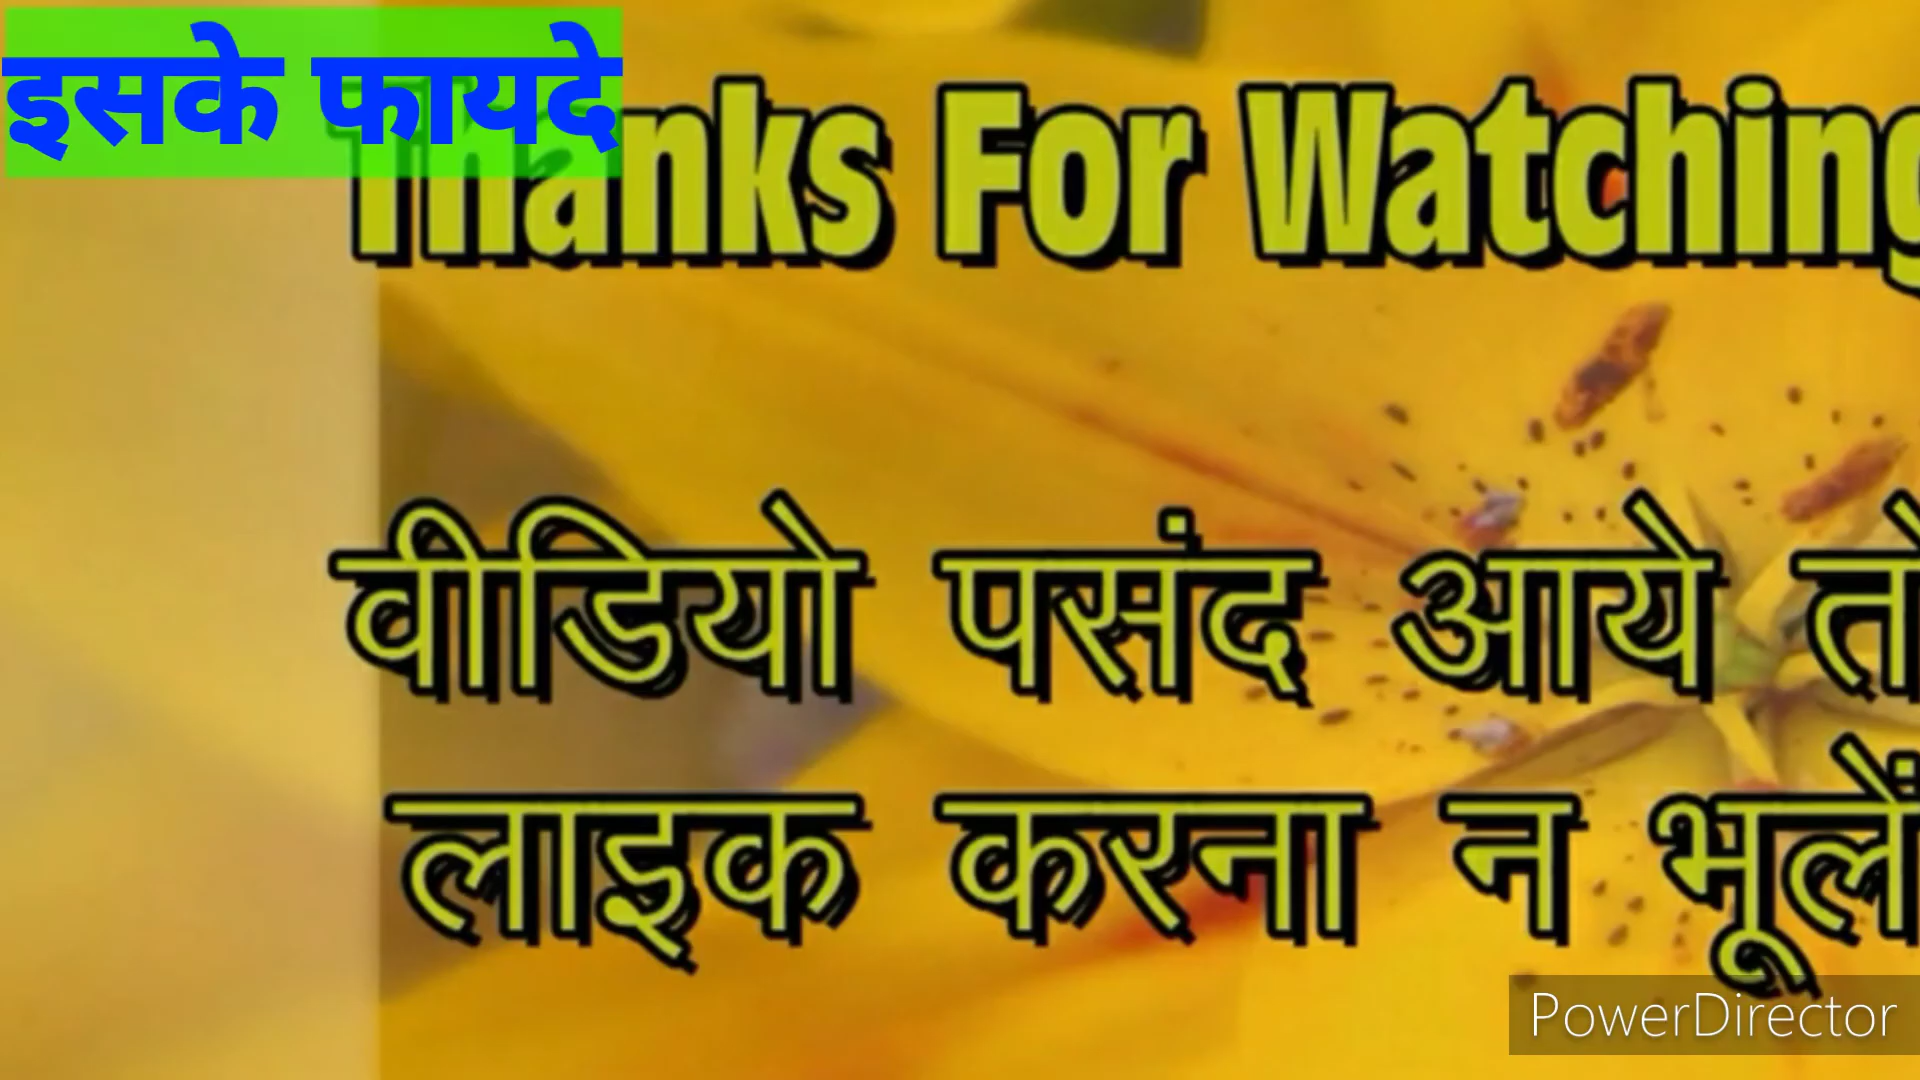 इसके फायदे
Thanks For Watching
वीडियो पसंद आये तो
लाइक करना न भूलें
PowerDirector